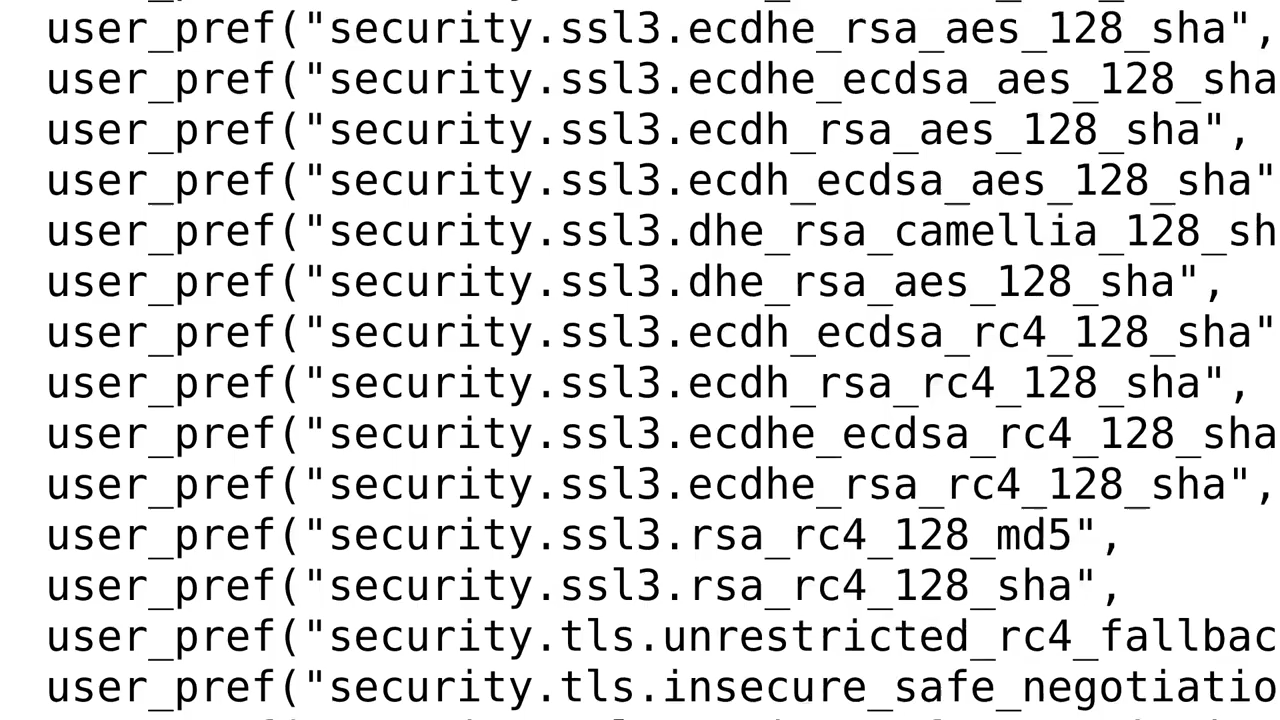 user_pref("security.ssl3.ecdhe_rsa_aes_128_sha",
user_pref("security.ssl3.ecdhe_ecdsa_aes_128_sha
user_pref("security.ssl3.ecdh_rsa_aes_128_sha",
user_pref("security.ssl3.ecdh_ecdsa_aes_128_sha"
user_pref("security.ssl3.dhe_rsa_camellia_128_sh
user_pref("security.ssl3.dhe_rsa_aes_128_sha",
user_pref("security.ssl3.ecdh_ecdsa_rc4_128_sha"
user_pref("security.ssl3.ecdh_rsa_rc4_128_sha",
user_pref("security.ssl3.ecdhe_ecdsa_rc4_128_sha
user_pref("security.ssl3.ecdhe_rsa_rc4_128_sha",
user_pref("security.ssl3.rsa_rc4_128_md5",
user_pref("security.ssl3.rsa_rc4_128_sha",
user_pref("security.tls.unrestricted_rc4_fallbac
user_pref("security.tls.insecure_safe_negotiatio